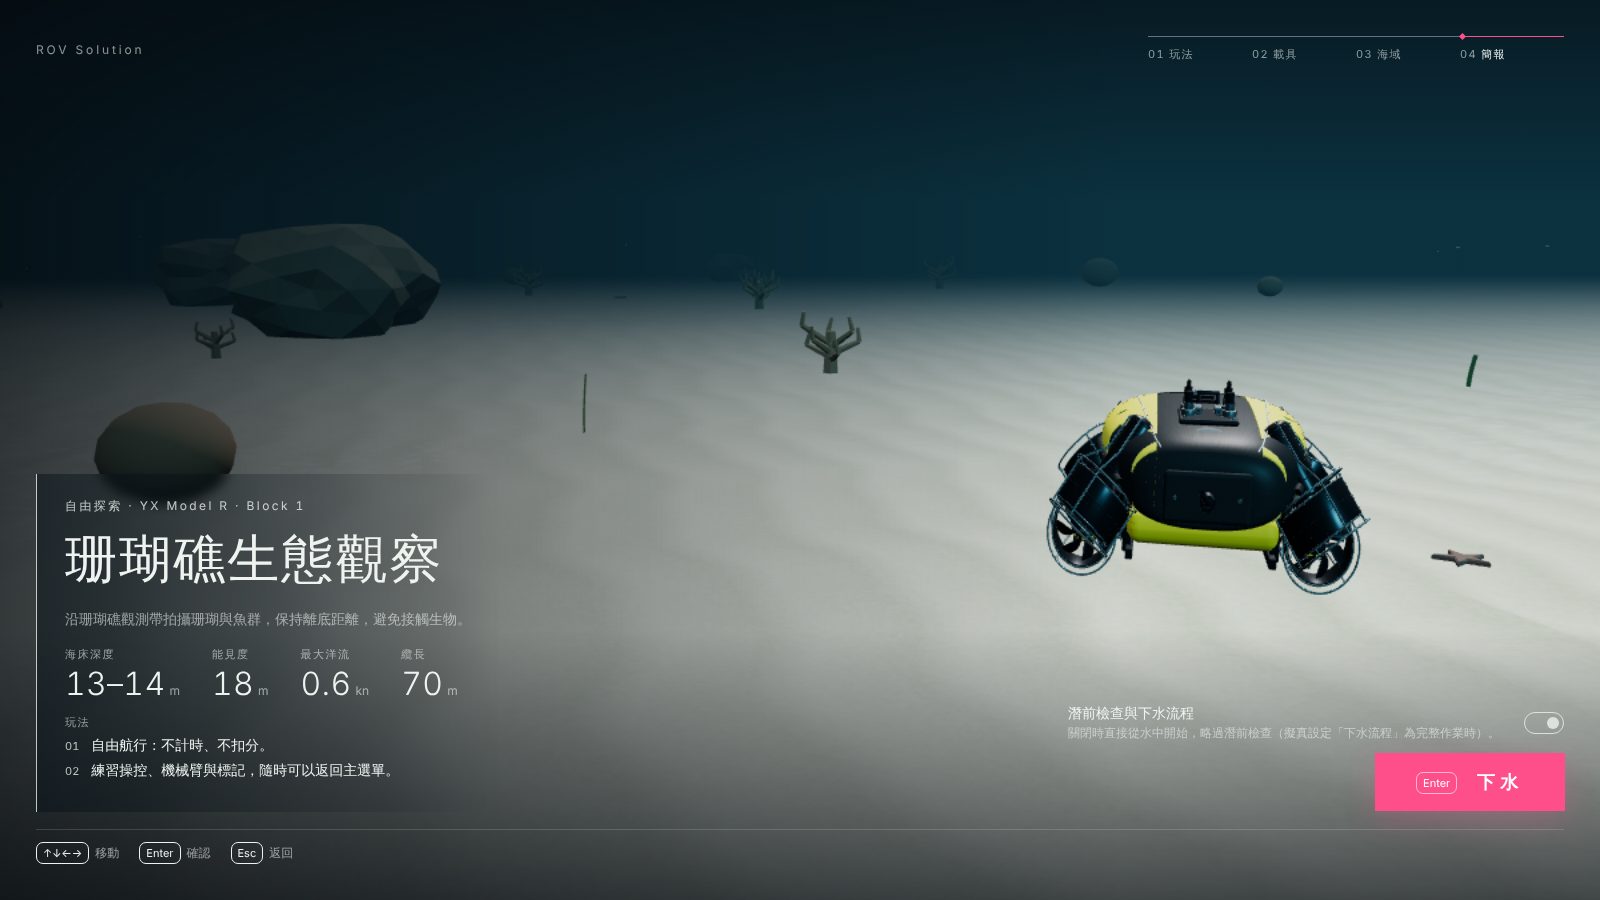 ROV Solution
01 玩法
02 載具
03 海域
04 簡報
自由探索 · YX Model R · Block 1
珊瑚礁生態觀察
沿珊瑚礁觀測帶拍攝珊瑚與魚群，保持離底距離，避免接觸生物。
海床深度 能見度 最大洋流 纜長
13–14 m 18 m 0.6 kn 70 m
玩法
01 自由航行：不計時、不扣分。
02 練習操控、機械臂與標記，隨時可以返回主選單。
潛前檢查與下水流程
關閉時直接從水中開始，略過潛前檢查（擬真設定「下水流程」為完整作業時）。
Enter 下水
↑↓←→ 移動 Enter 確認 Esc 返回